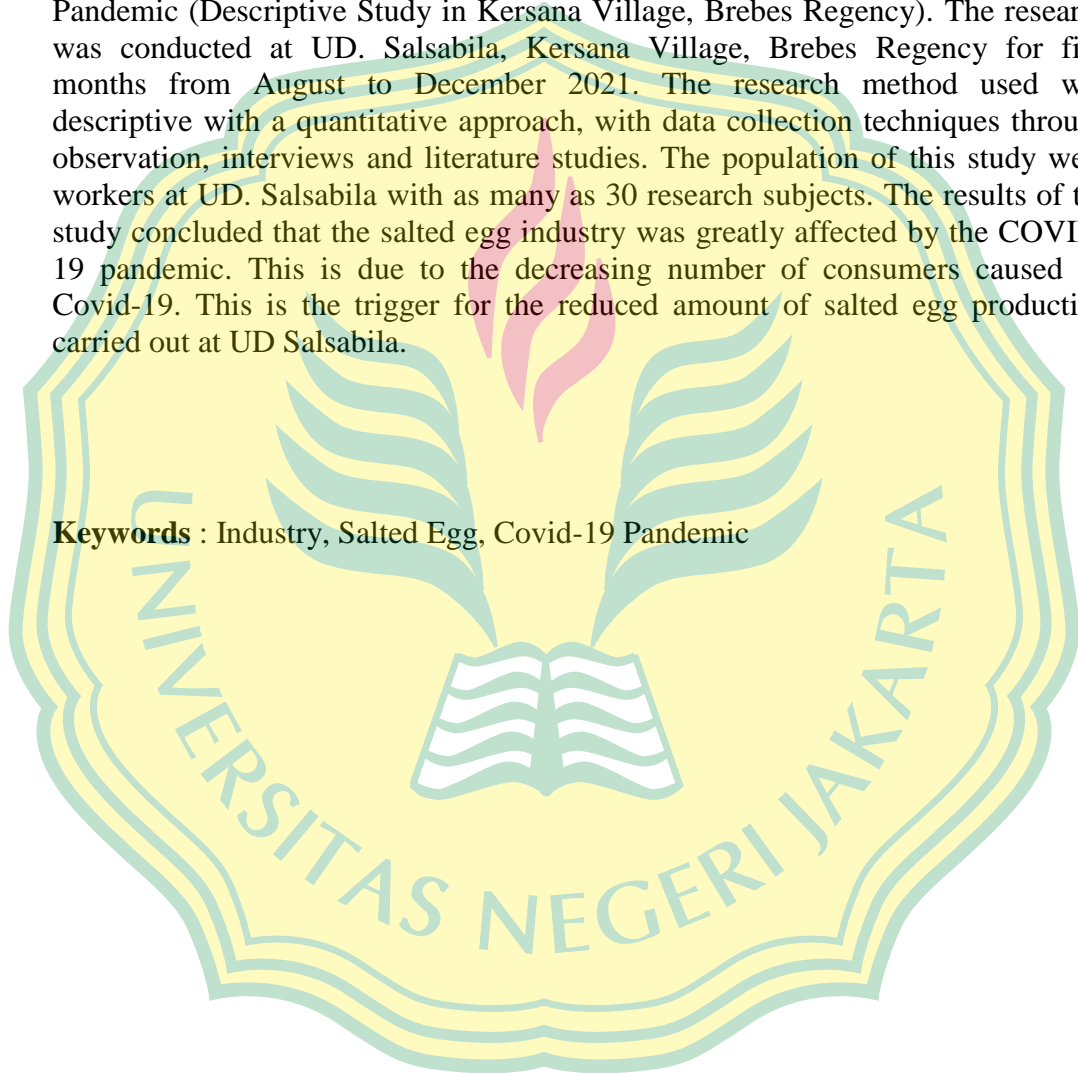 Pandemic (Descriptive Study in Kersana Village, Brebes Regency). The resear
was conducted at UD. Salsabila, Kersana Village, Brebes Regency for fi
months from August to December 2021. The research method used w
descriptive with a quantitative approach, with data collection techniques throu
observation, interviews and literature studies. The population of this study we
workers at UD. Salsabila with as many as 30 research subjects. The results of t
study concluded that the salted egg industry was greatly affected by the COVI
19 pandemic. This is due to the decreasing number of consumers caused
Covid-19. This is the trigger for the reduced amount of salted egg producti
carried out at UD Salsabila.
Keywords : Industry, Salted Egg, Covid-19 Pandemic
UNIVERSITAS NEGERI JAKARTA